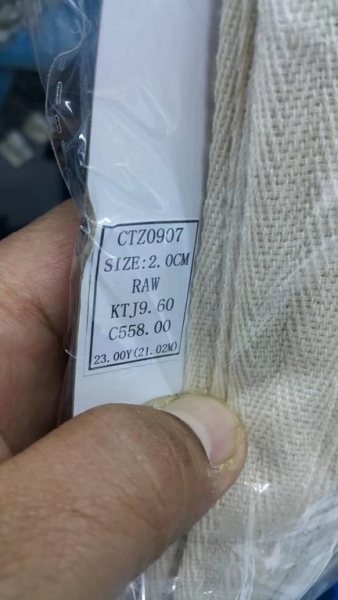 CTZ0907
SIZE:2.0CM
RAW
KTJ9.60
C558.00
23.00Y(21.02M)